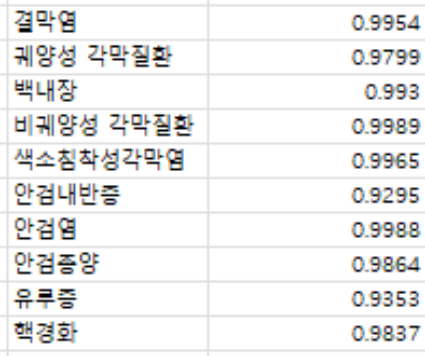 결막염 0.9954
궤양성 각막질환 0.9799
백내장 0.993
비궤양성 각막질환 0.9989
색소침착성각막염 0.9965
안검내반증 0.9295
안검염 0.9988
안검종양 0.9864
유루증 0.9353
핵경화 0.9837